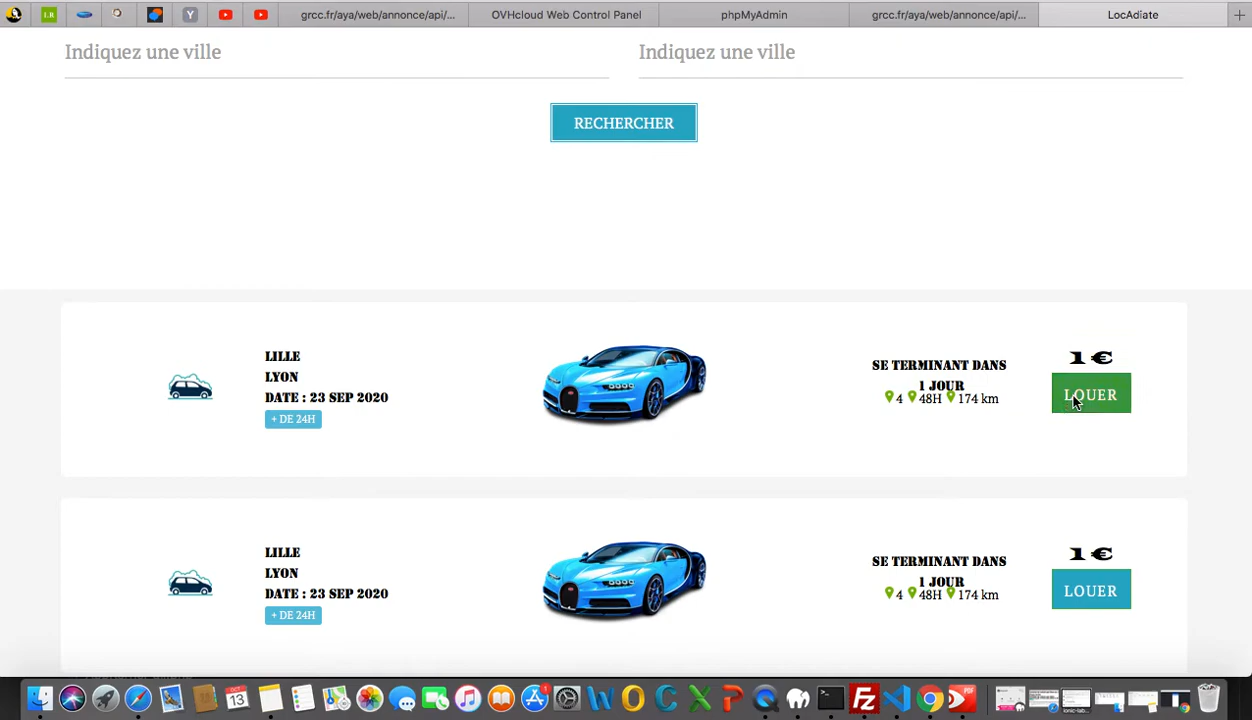 I.R
Y
grcc.fr/aya/web/annonce/api/...
OVHcloud Web Control Panel
phpMyAdmin
grcc.fr/aya/web/annonce/api/...
LocAdiate
Indiquez une ville
Indiquez une ville
RECHERCHER
LILLE
LYON
DATE : 23 SEP 2020
+ DE 24H
SE TERMINANT DANS
1 JOUR
4 48H 174 km
1 €
LOUER
LILLE
LYON
DATE : 23 SEP 2020
+ DE 24H
SE TERMINANT DANS
1 JOUR
4 48H 174 km
1 €
LOUER
OCT
13